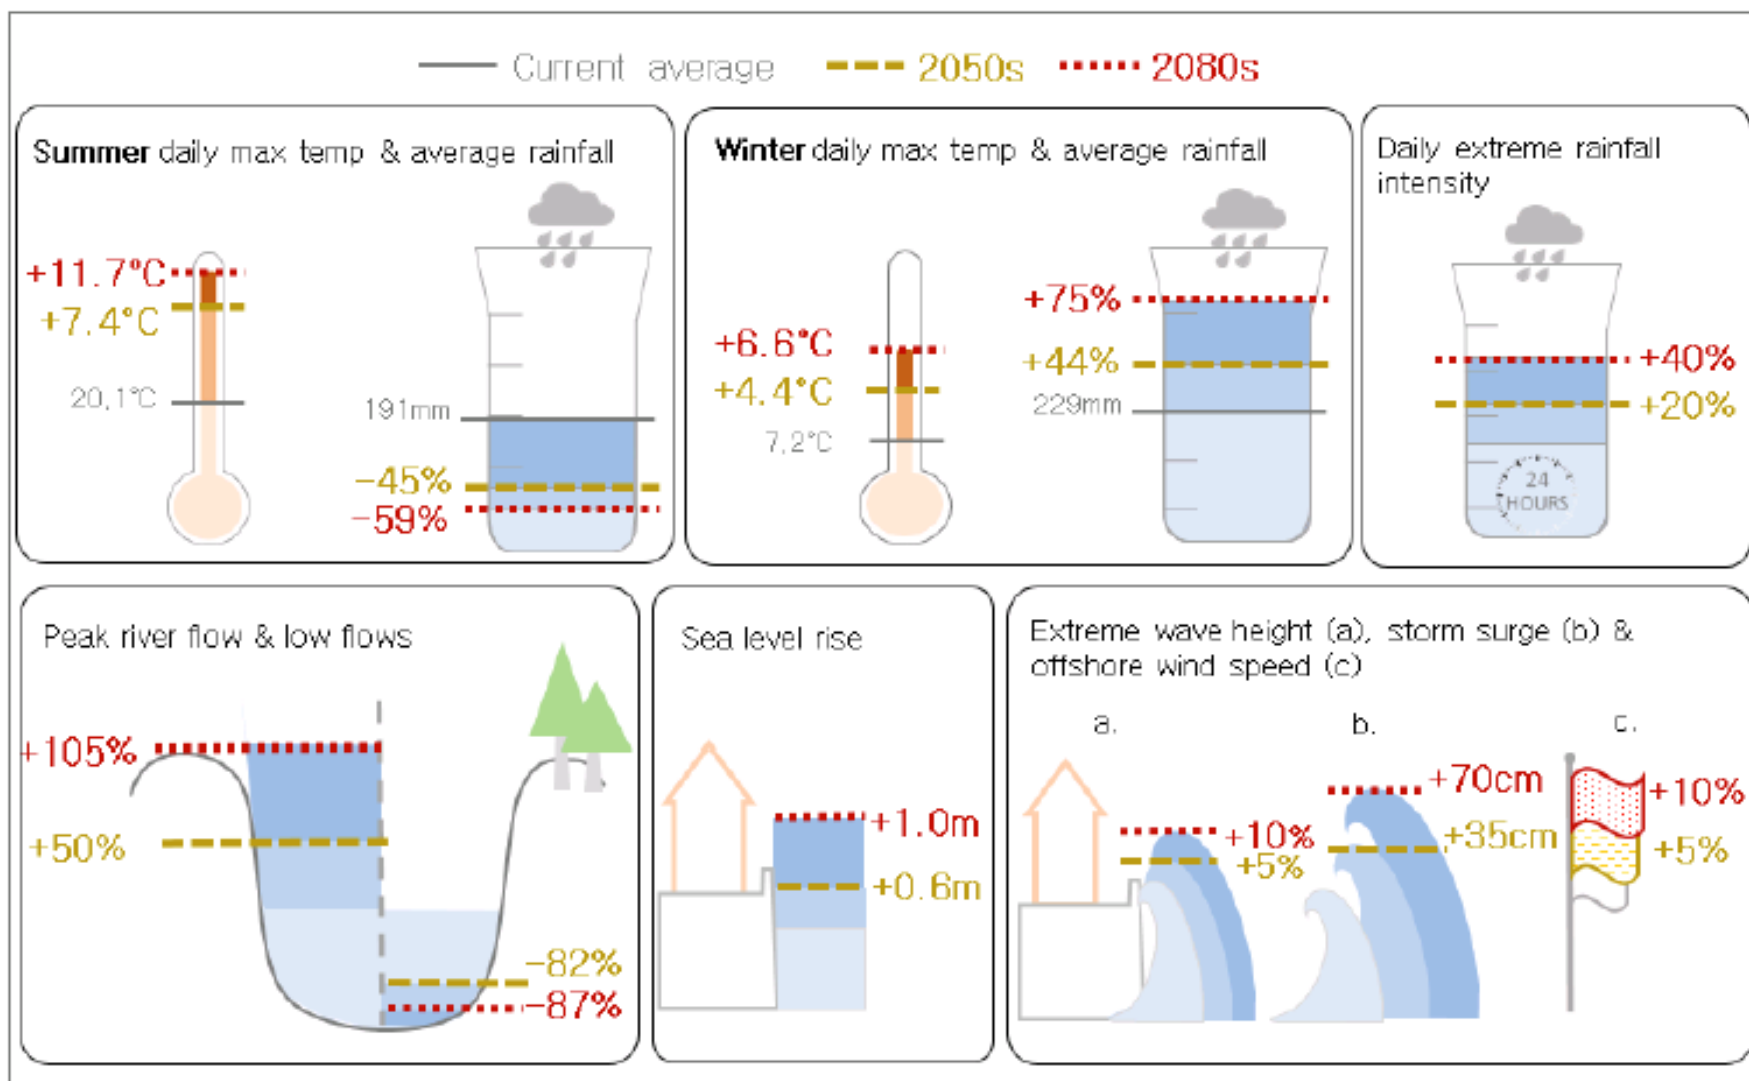 Current average 2050s 2080s
Summer daily max temp & average rainfall
+11.7°C
+7.4°C
20.1°C
191mm
-45%
-59%
Winter daily max temp & average rainfall
+6.6°C
+4.4°C
7.2°C
+75%
+44%
229mm
Daily extreme rainfall
intensity
+40%
+20%
24
HOURS
Peak river flow & low flows
+105%
+50%
-82%
-87%
Sea level rise
+1.0m
+0.6m
Extreme wave height (a), storm surge (b) &
offshore wind speed (c)
a.
+10%
+5%
b.
+70cm
+35cm
c.
+10%
+5%